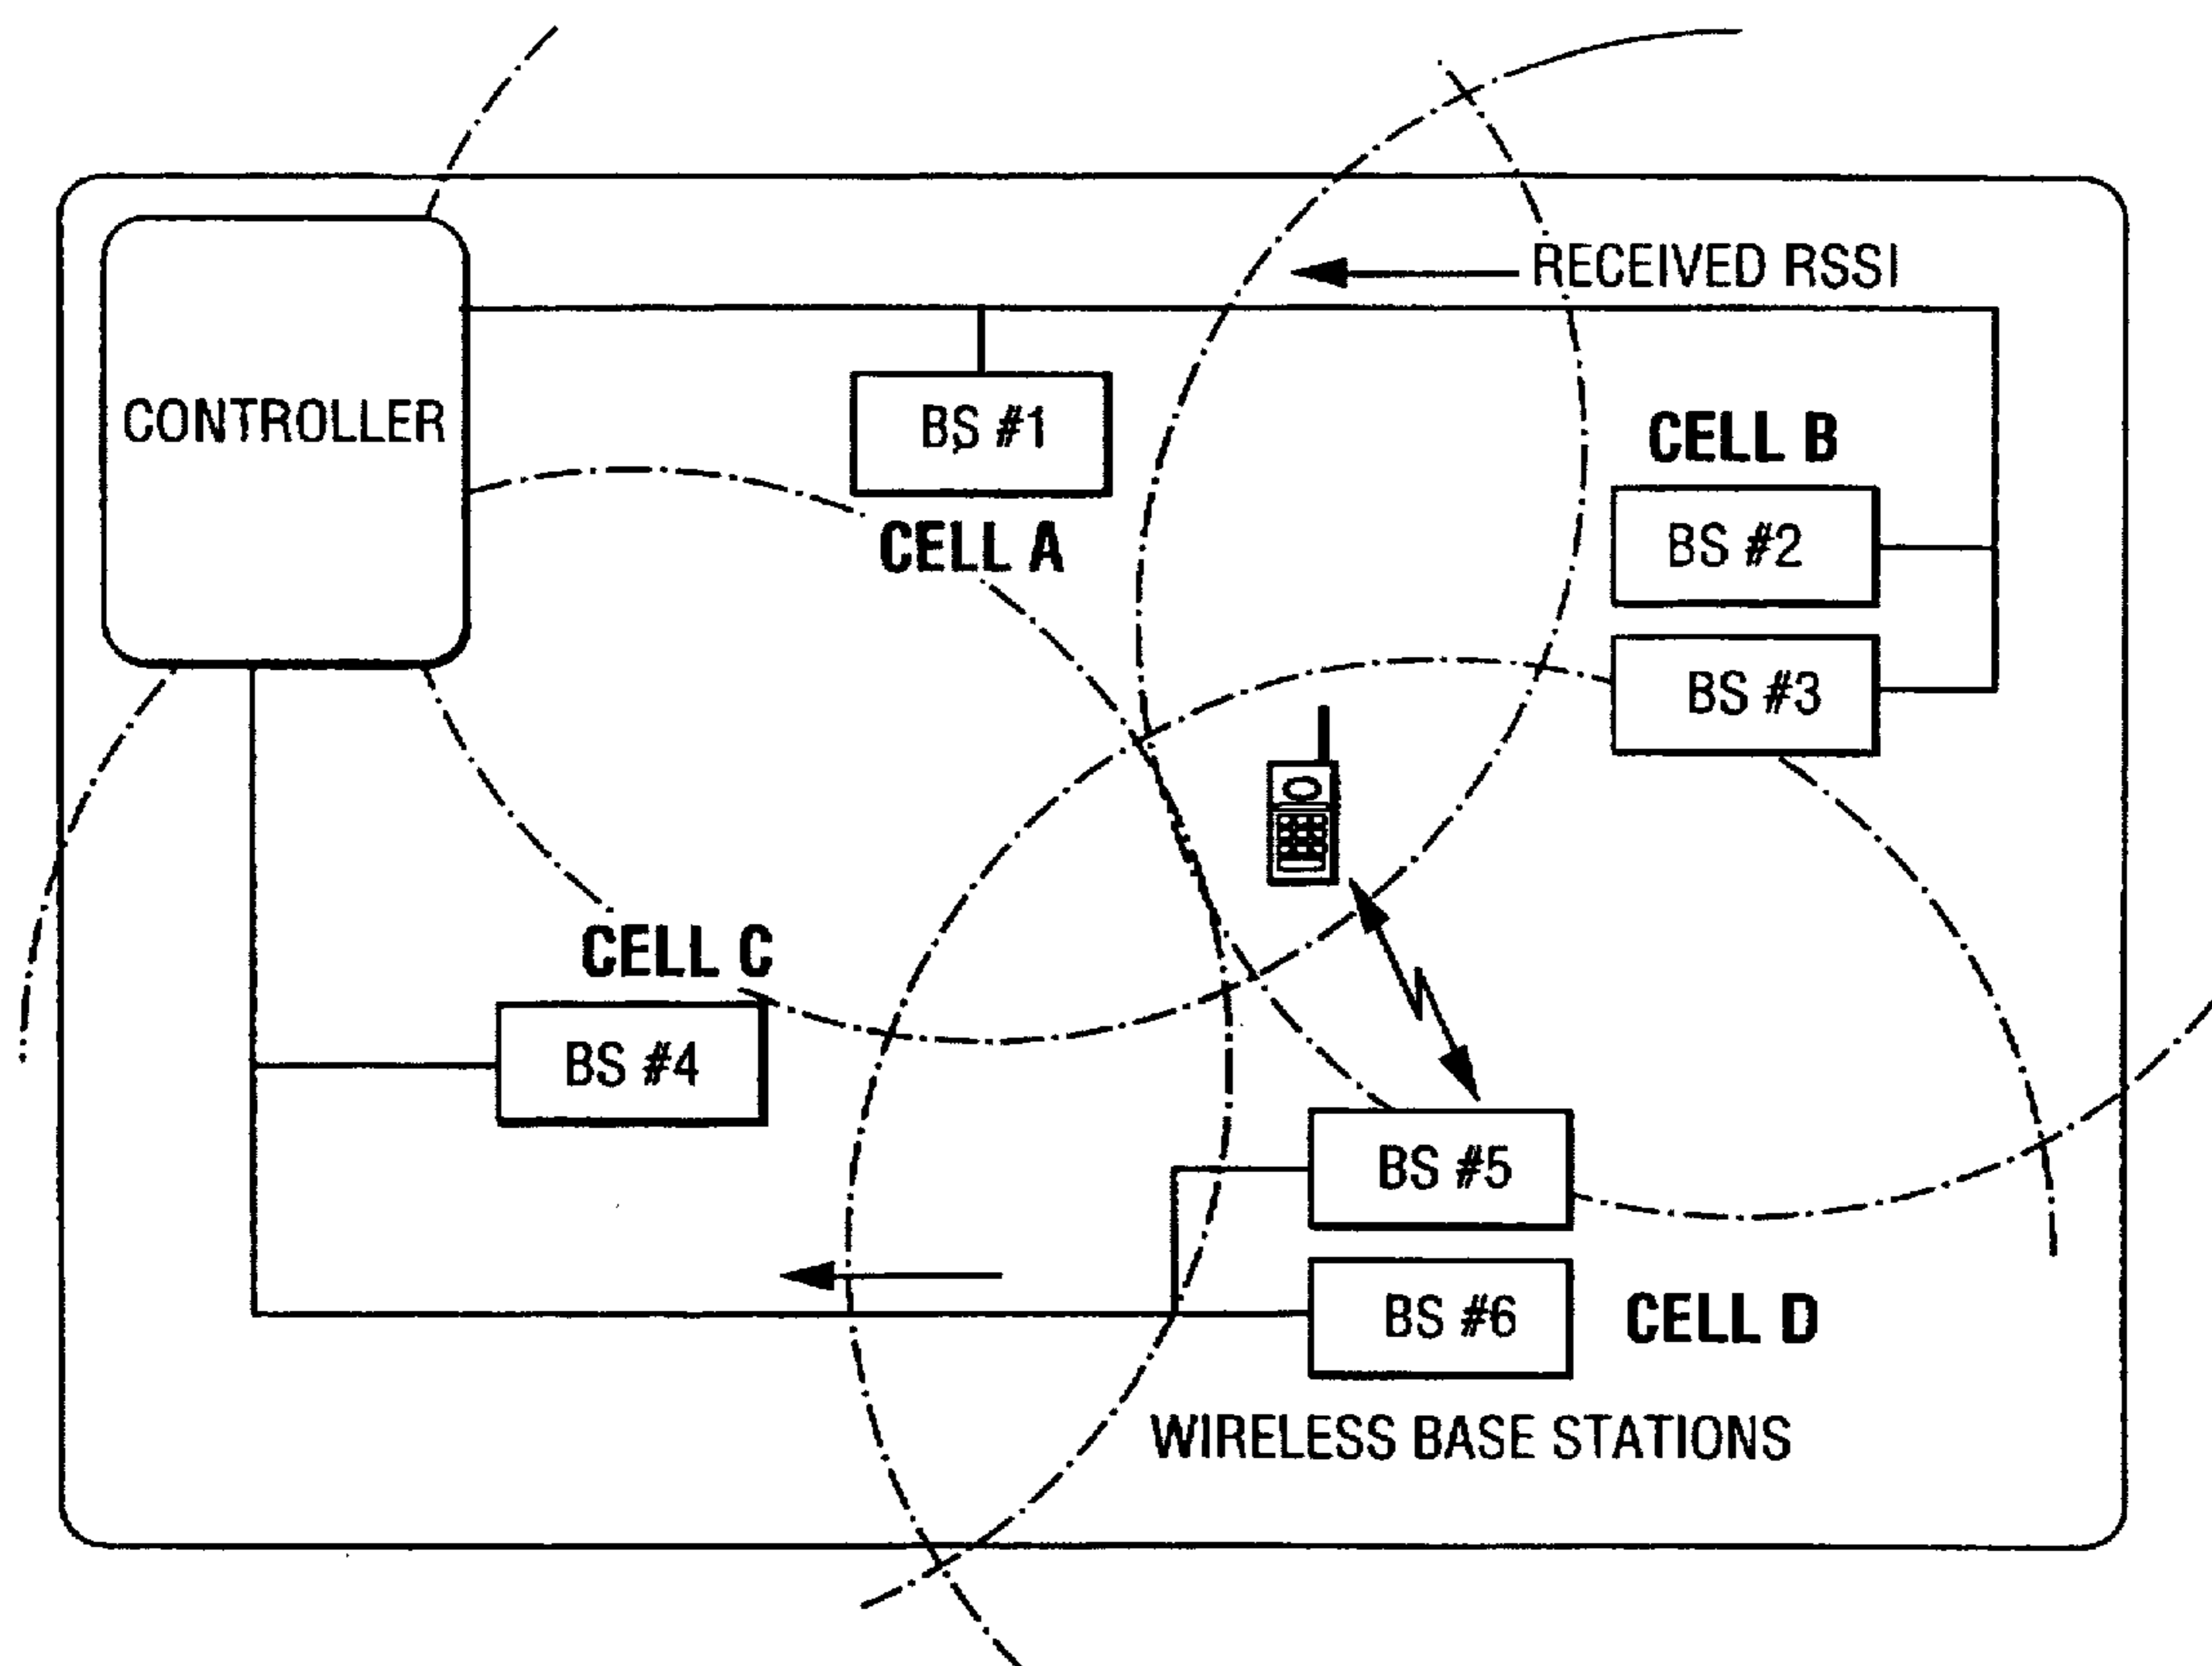 RECEIVED RSSI
CONTROLLER
BS #1
CELL B
CELL A
BS #2
BS #3
CELL C
BS #4
BS #5
BS #6
CELL D
WIRELESS BASE STATIONS